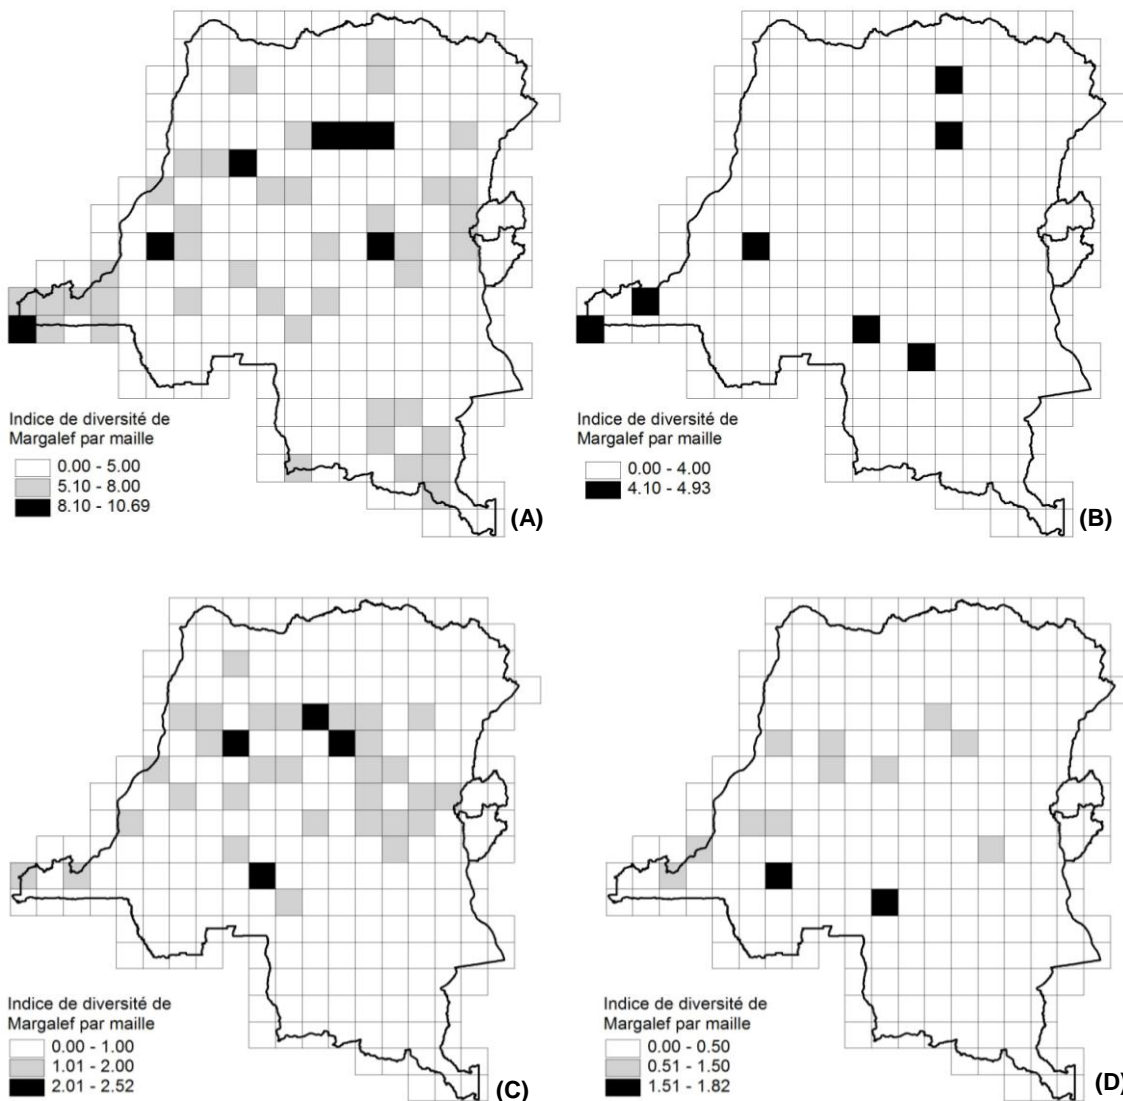 Indice de diversité de
Margalef par maille
0.00 - 5.00
5.10 - 8.00
8.10 - 10.69
(A)
Indice de diversité de
Margalef par maille
0.00 - 4.00
4.10 - 4.93
(B)
Indice de diversité de
Margalef par maille
0.00 - 1.00
1.01 - 2.00
2.01 - 2.52
(C)
Indice de diversité de
Margalef par maille
0.00 - 0.50
0.51 - 1.50
1.51 - 1.82
(D)